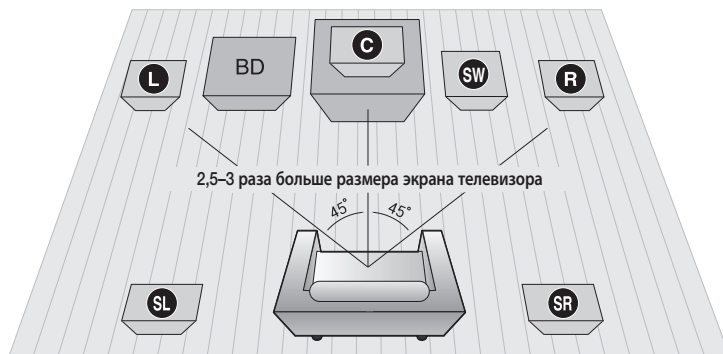 C
BD
L
SW
R
2,5–3 раза больше размера экрана телевизора
45˚ 45˚
SL
SR